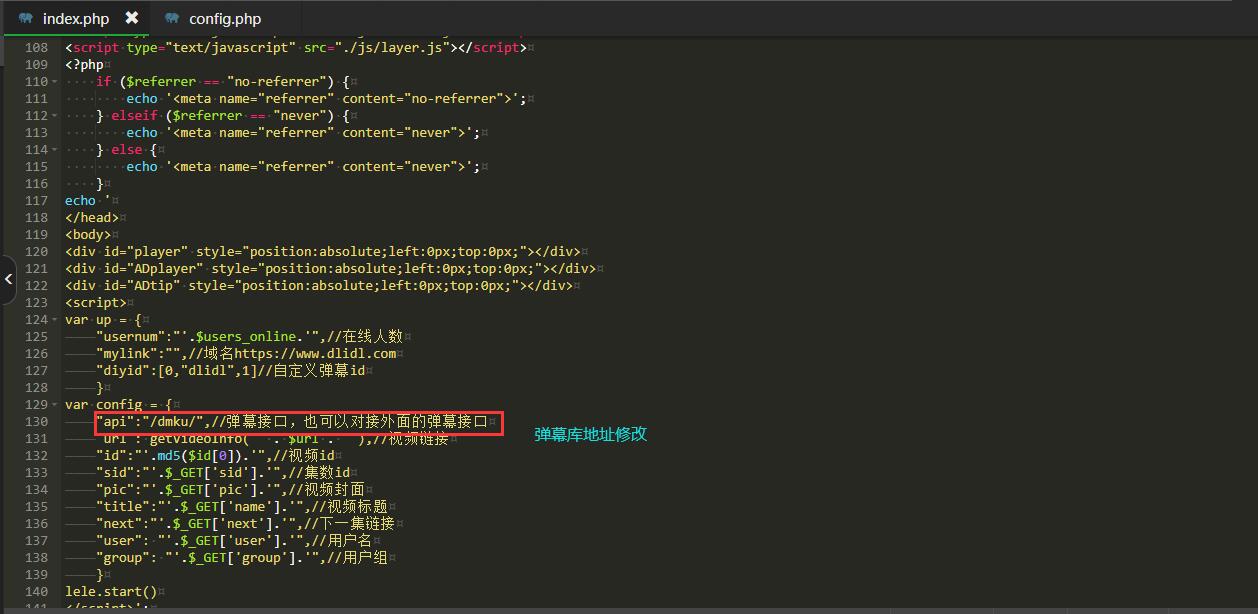 index.php ✖ config.php
108 <script type="text/javascript" src="./js/layer.js"></script>
109 <?php
110 if ($referrer == "no-referrer") {
111 echo '<meta name="referrer" content="no-referrer">';
112 } elseif ($referrer == "never") {
113 echo '<meta name="referrer" content="never">';
114 } else {
115 echo '<meta name="referrer" content="never">';
116 }
117 echo '
118 </head>
119 <body>
120 <div id="player" style="position:absolute;left:0px;top:0px;"></div>
121 <div id="ADplayer" style="position:absolute;left:0px;top:0px;"></div>
122 <div id="ADtip" style="position:absolute;left:0px;top:0px;"></div>
123 <script>
124 var up = {
125 "usernum":"'.$users_online.'",//在线人数
126 "mylink":"",//域名https://www.dlidl.com
127 "diyid":[0,"dlidl",1]//自定义弹幕id
128 }
129 var config = {
130 "api":"/dmku/",//弹幕接口，也可以对接外面的弹幕接口
弹幕库地址修改
131 url : getVideoInfo( . $url . ),//视频链接
132 "id":"'.md5($id[0]).'",//视频id
133 "sid":"'.$_GET['sid'].'",//集数id
134 "pic":"'.$_GET['pic'].'",//视频封面
135 "title":"'.$_GET['name'].'",//视频标题
136 "next":"'.$_GET['next'].'",//下一集链接
137 "user": "'.$_GET['user'].'",//用户名
138 "group": "'.$_GET['group'].'",//用户组
139 }
140 lele.start()
141 </script>';